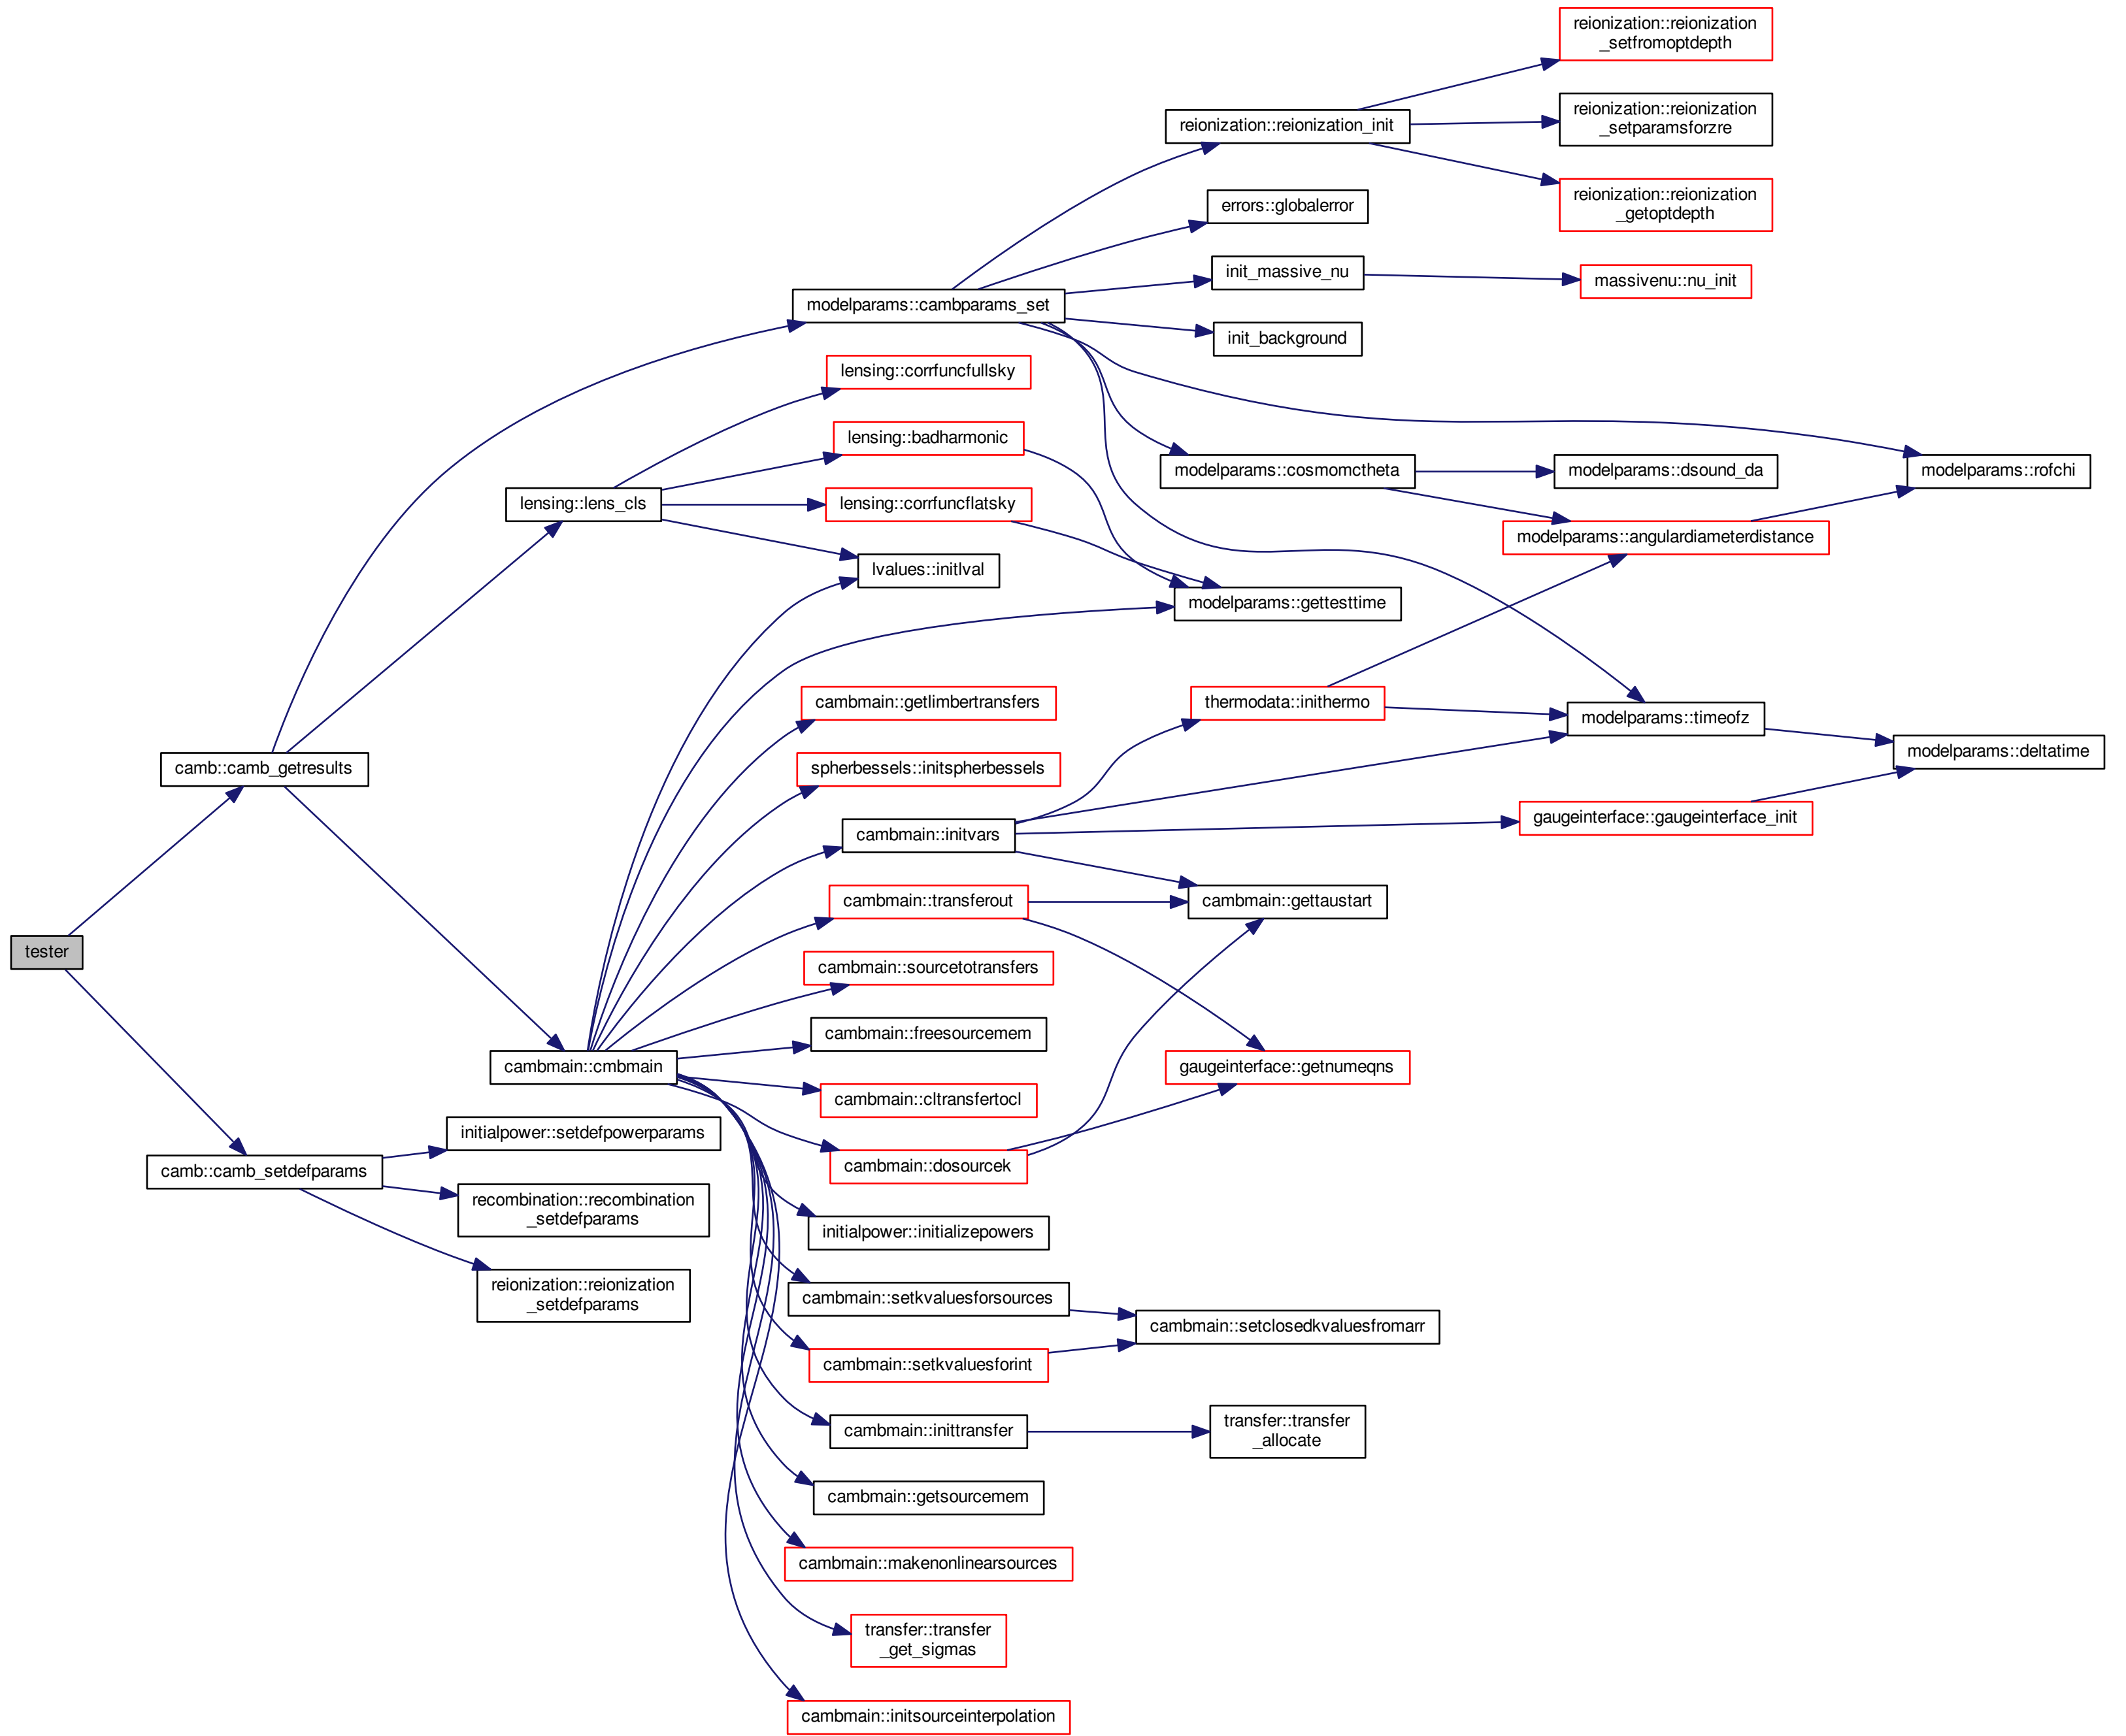 reionization::reionization
_setfromoptdepth
reionization::reionization
_setparamsforzre
reionization::reionization_init
reionization::reionization
_getoptdepth
errors::globalerror
init_massive_nu
massivenu::nu_init
modelparams::cambparams_set
init_background
lensing::corrfuncfullsky
lensing::badharmonic
modelparams::cosmomctheta
modelparams::dsound_da
modelparams::rofchi
lensing::lens_cls
lensing::corrfuncflatsky
modelparams::angulardiameterdistance
lvalues::initlval
modelparams::gettesttime
cambmain::getlimbertransfers
thermodata::inithermo
modelparams::timeofz
modelparams::deltatime
camb::camb_getresults
spherbessels::initspherbessels
cambmain::initvars
gaugeinterface::gaugeinterface_init
cambmain::transferout
cambmain::gettaustart
tester
cambmain::sourcetotransfers
cambmain::freesourcemem
cambmain::cmbmain
gaugeinterface::getnumeqns
cambmain::cltransfertocl
initialpower::setdefpowerparams
camb::camb_setdefparams
cambmain::dosourcek
recombination::recombination
_setdefparams
initialpower::initializepowers
reionization::reionization
_setdefparams
cambmain::setkvaluesforsources
cambmain::setclosedkvaluesfromarr
cambmain::setkvaluesforint
cambmain::inittransfer
transfer::transfer
_allocate
cambmain::getsourcemem
cambmain::makenonlinearsources
transfer::transfer
_get_sigmas
cambmain::initsourceinterpolation